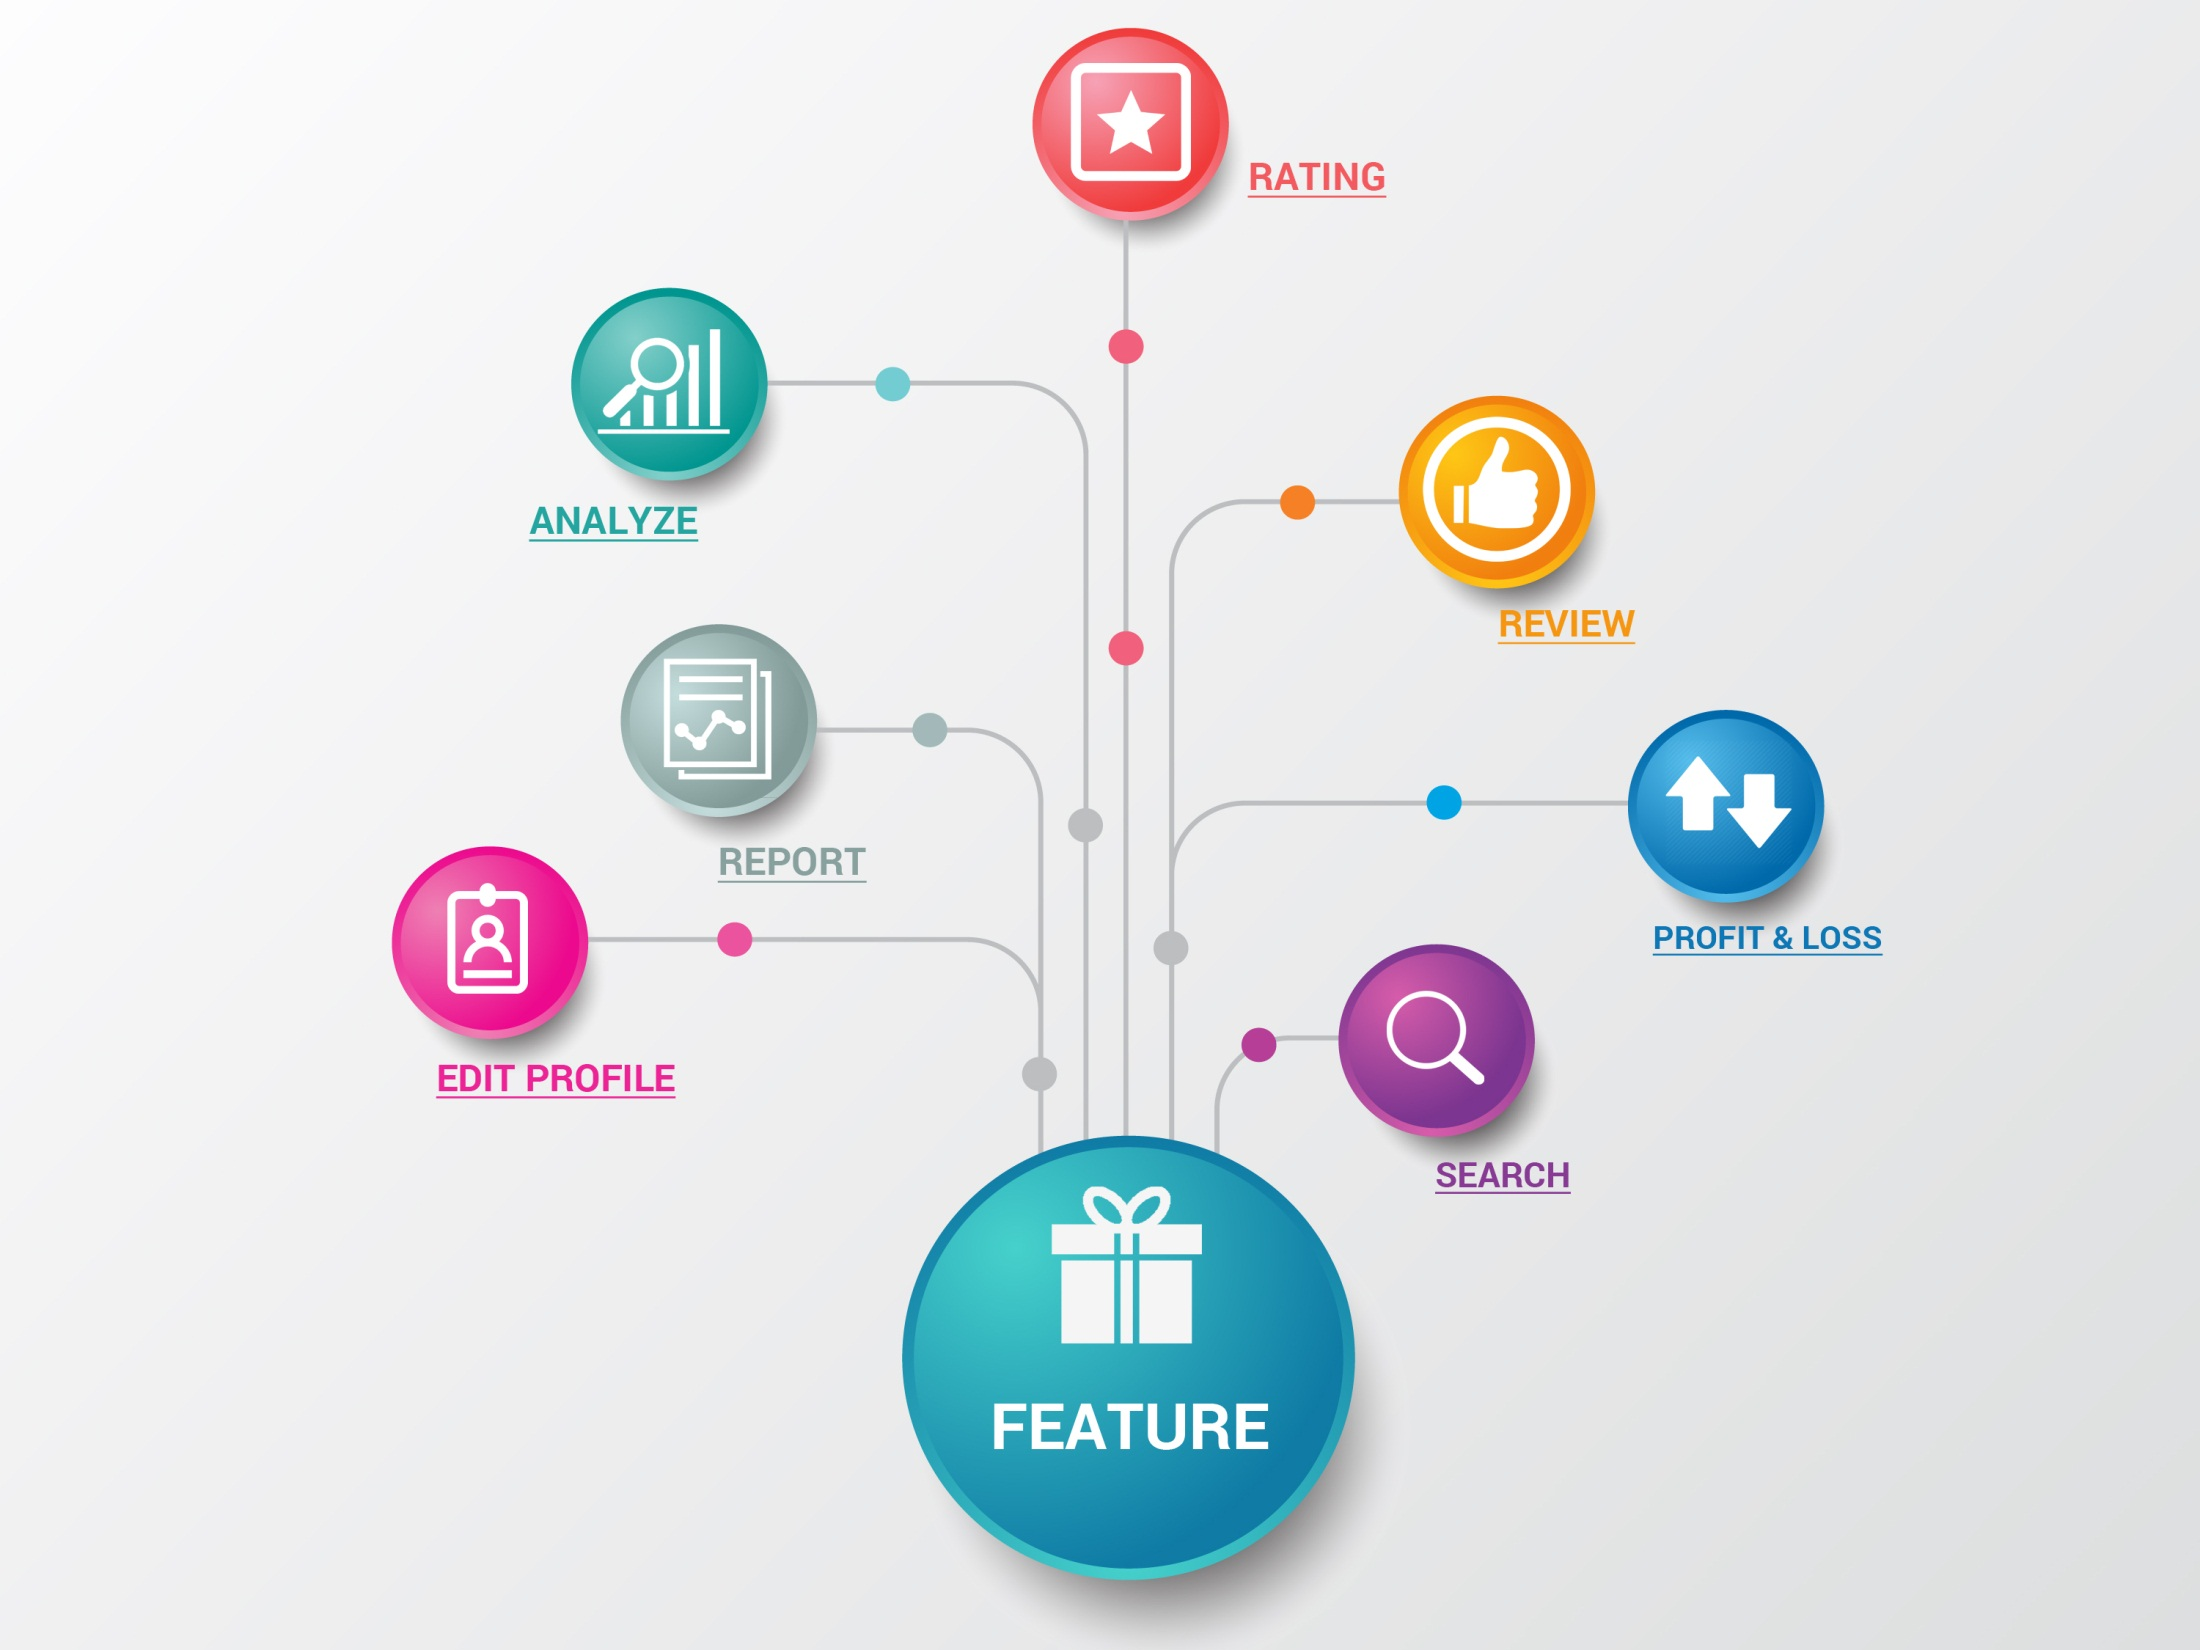 RATING
ANALYZE
REVIEW
REPORT
PROFIT & LOSS
EDIT PROFILE
SEARCH
FEATURE